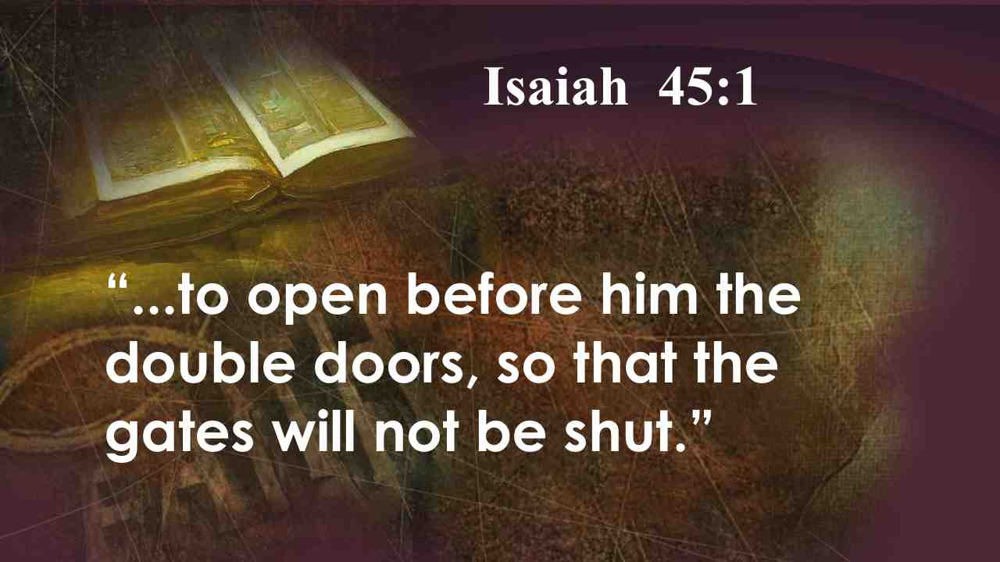 Isaiah 45:1
“...to open before him the
double doors, so that the
gates will not be shut.”